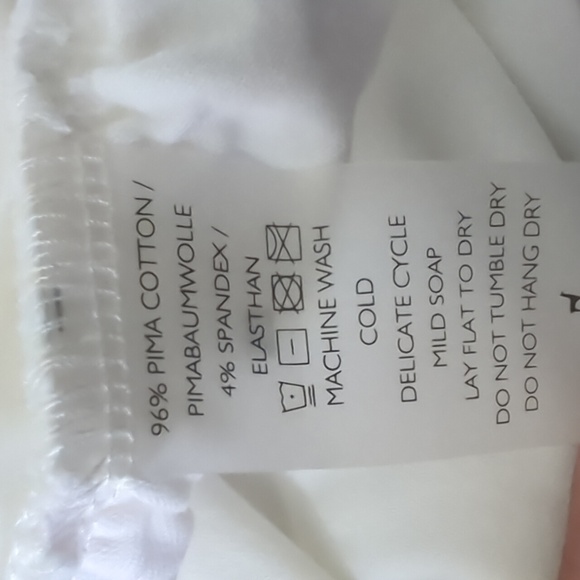 96% PIMA COTTON /
PIMABAUMWOLLE
4% SPANDEX /
ELASTHAN
MACHINE WASH
COLD
DELICATE CYCLE
MILD SOAP
LAY FLAT TO DRY
DO NOT TUMBLE DRY
DO NOT HANG DRY